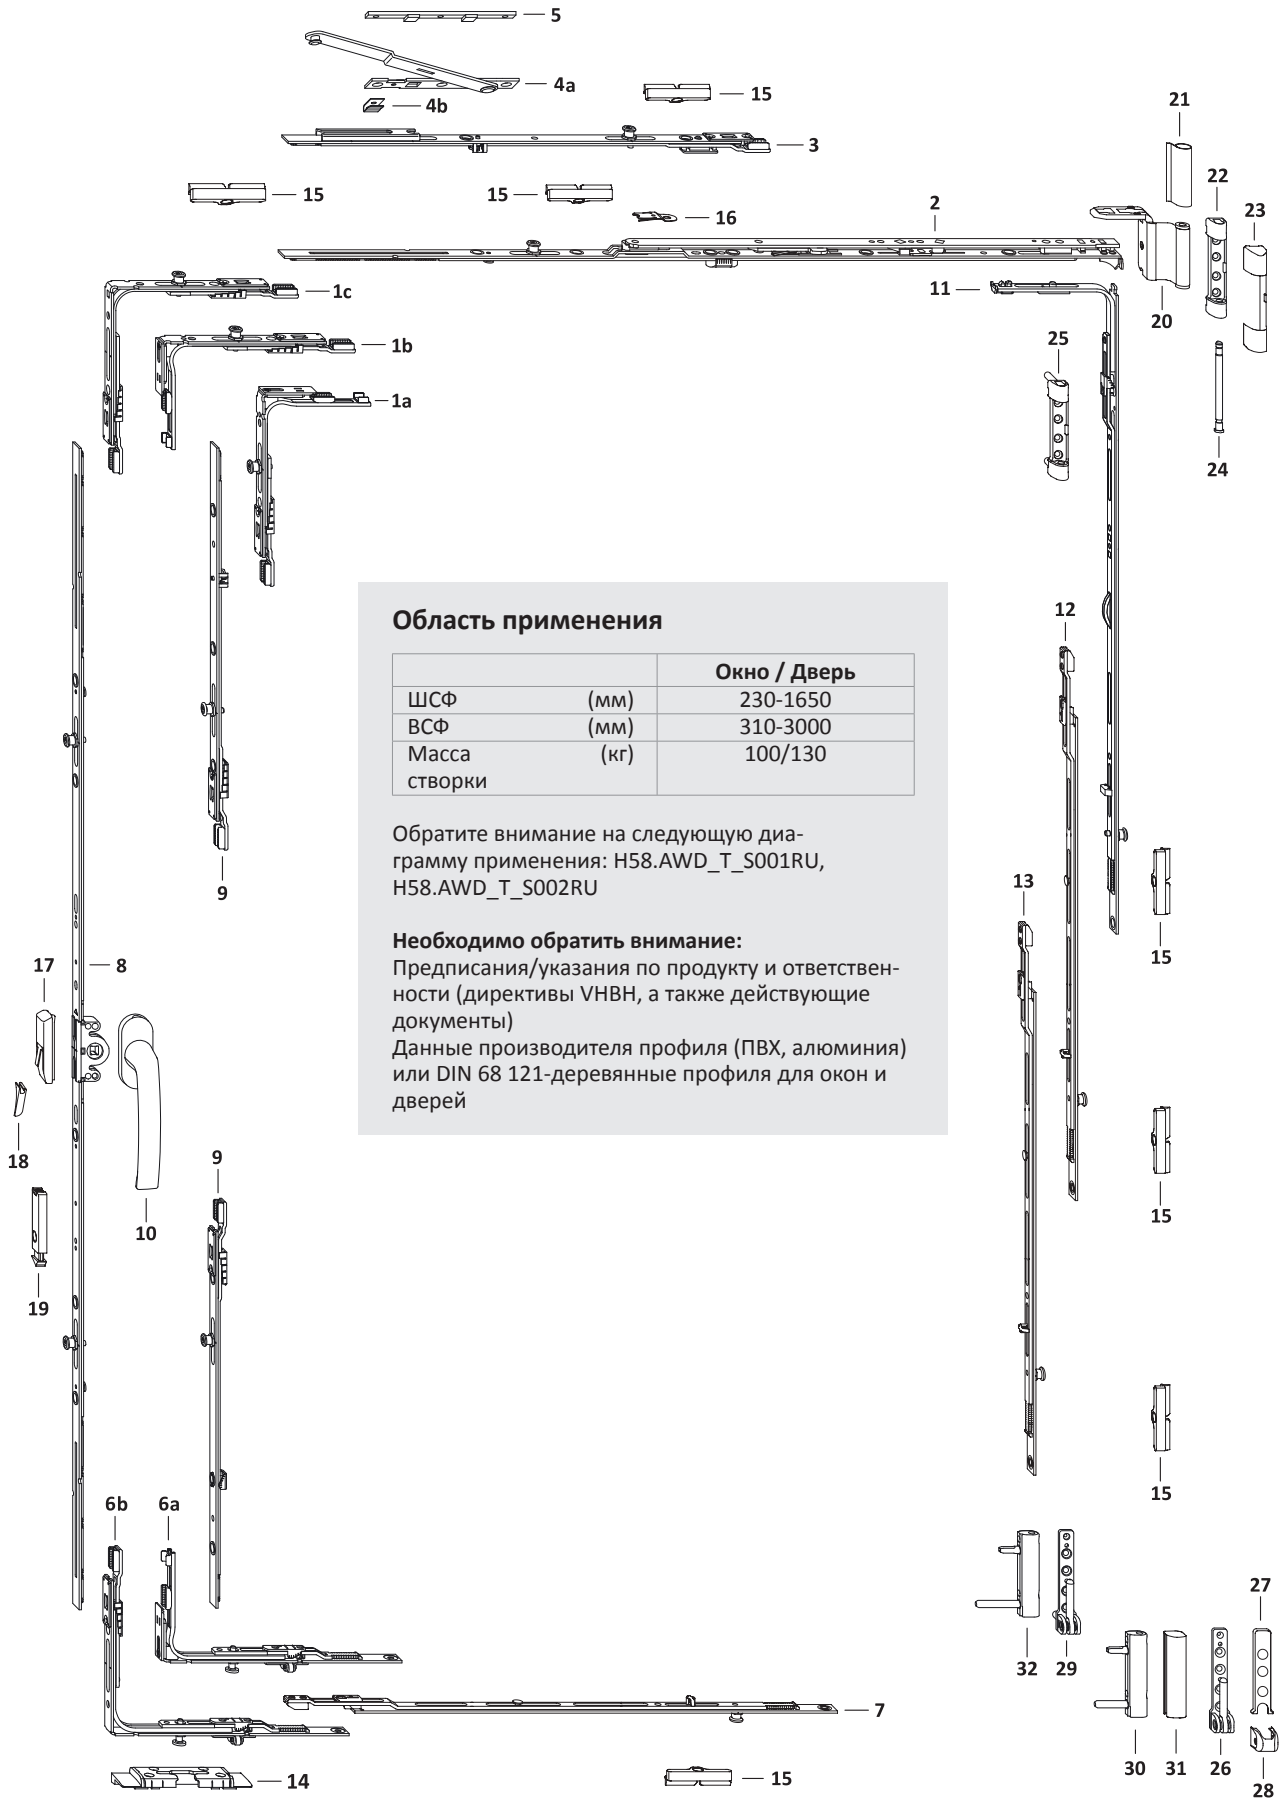 5
4a
15
4b
21
3
22
15
15
2
23
16
1c
11
20
1b
25
1a
24
Область применения
12
Окно / Дверь
ШСФ (мм) 230-1650
ВСФ (мм) 310-3000
Масса (кг) 100/130
створки
Обратите внимание на следующую диа-
грамму применения: H58.AWD_T_S001RU,
H58.AWD_T_S002RU
9
13
Необходимо обратить внимание:
17
8
15
Предписания/указания по продукту и ответствен-
ности (директивы VHBH, а также действующие
документы)
Данные производителя профиля (ПВХ, алюминия)
или DIN 68 121-деревянные профиля для окон и
дверей
18
9
10
15
19
15
6b
6a
27
32
29
7
30
31
26
14
15
28